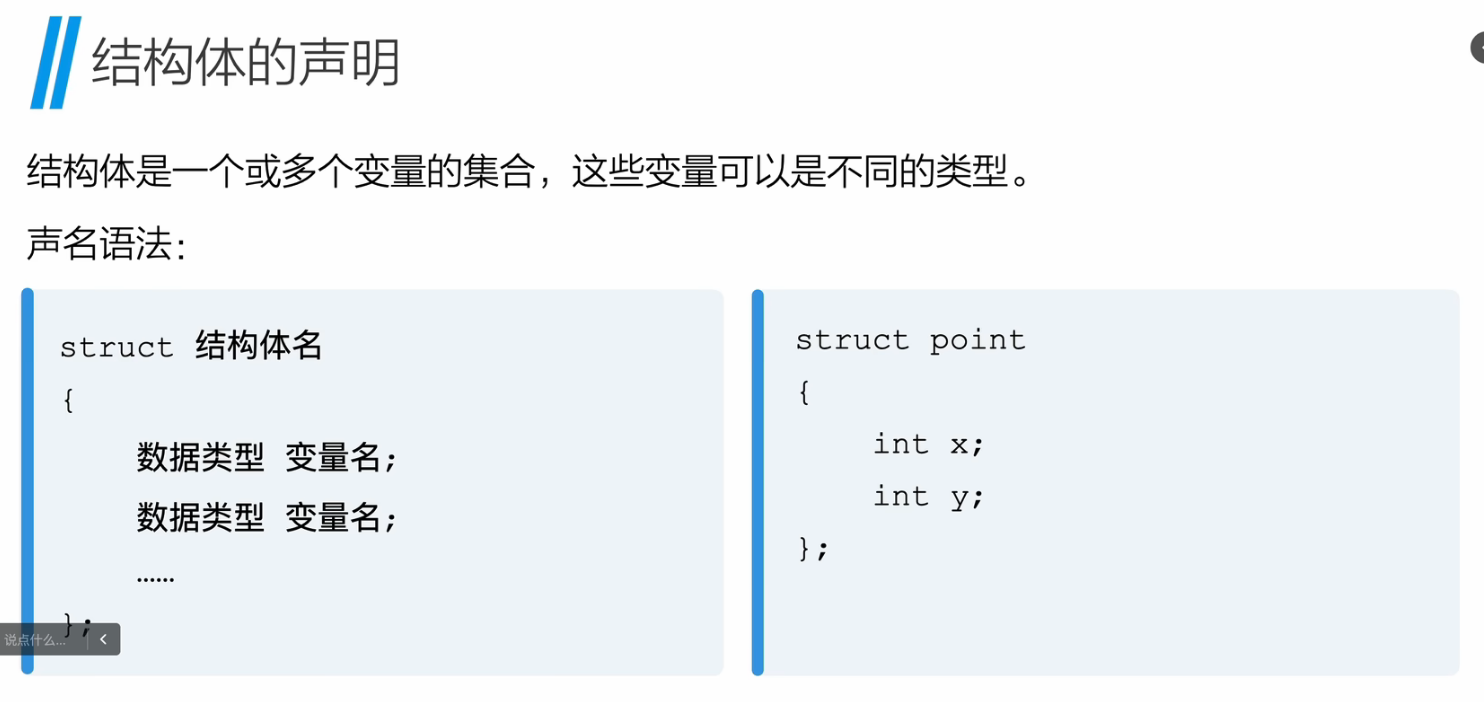 结构体的声明
结构体是一个或多个变量的集合，这些变量可以是不同的类型。
声名语法：
struct 结构体名
{
数据类型 变量名;
数据类型 变量名;
……
};
说点什么...
struct point
{
int x;
int y;
};